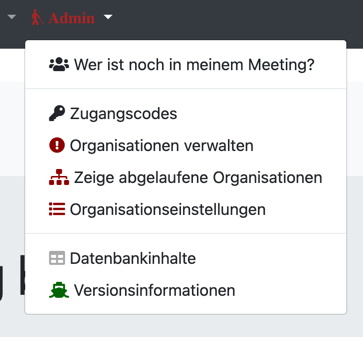 Admin
Wer ist noch in meinem Meeting?
Zugangscodes
Organisationen verwalten
Zeige abgelaufene Organisationen
Organisationseinstellungen
Datenbankinhalte
Versionsinformationen